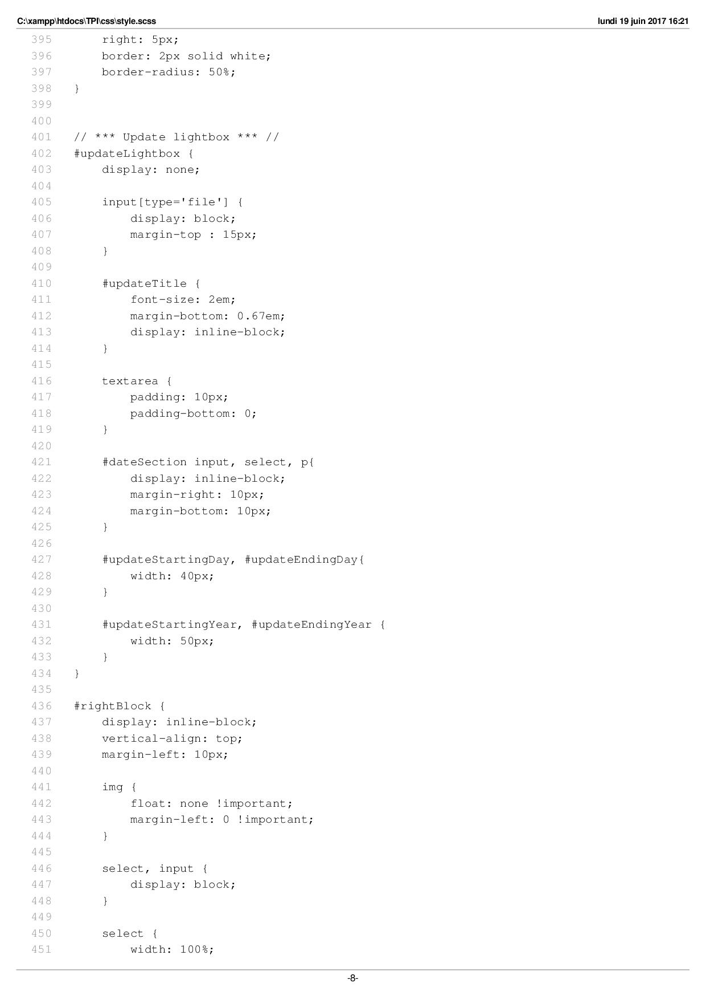 C:\xampp\htdocs\TPI\css\style.scss lundi 19 juin 2017 16:21
395 right: 5px;
396 border: 2px solid white;
397 border-radius: 50%;
398 }
399
400
401 // *** Update lightbox *** //
402 #updateLightbox {
403 display: none;
404
405 input[type='file'] {
406 display: block;
407 margin-top : 15px;
408 }
409
410 #updateTitle {
411 font-size: 2em;
412 margin-bottom: 0.67em;
413 display: inline-block;
414 }
415
416 textarea {
417 padding: 10px;
418 padding-bottom: 0;
419 }
420
421 #dateSection input, select, p{
422 display: inline-block;
423 margin-right: 10px;
424 margin-bottom: 10px;
425 }
426
427 #updateStartingDay, #updateEndingDay{
428 width: 40px;
429 }
430
431 #updateStartingYear, #updateEndingYear {
432 width: 50px;
433 }
434 }
435
436 #rightBlock {
437 display: inline-block;
438 vertical-align: top;
439 margin-left: 10px;
440
441 img {
442 float: none !important;
443 margin-left: 0 !important;
444 }
445
446 select, input {
447 display: block;
448 }
449
450 select {
451 width: 100%;
-8-